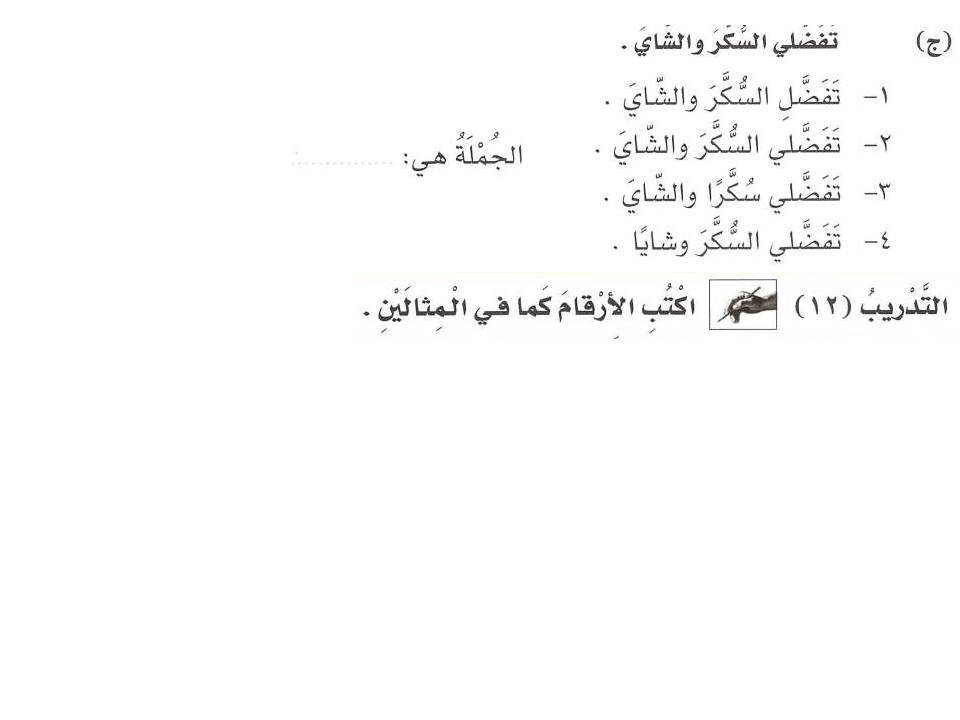 (ج) تَفَضَّلي السُّكَّرَ والشّايَ .
١- تَفَضَّلِ السُّكَّرَ والشّايَ .
٢- تَفَضَّلي السُّكَّرَ والشّايَ .
الجُمْلَةُ هي: ..............
٣- تَفَضَّلي سُكَّرًا والشّايَ .
٤- تَفَضَّلي السُّكَّرَ وشايًا .
التَّدْريبُ (١٢) اكْتُبِ الأرْقامَ كَما في الْمِثالَيْنِ .